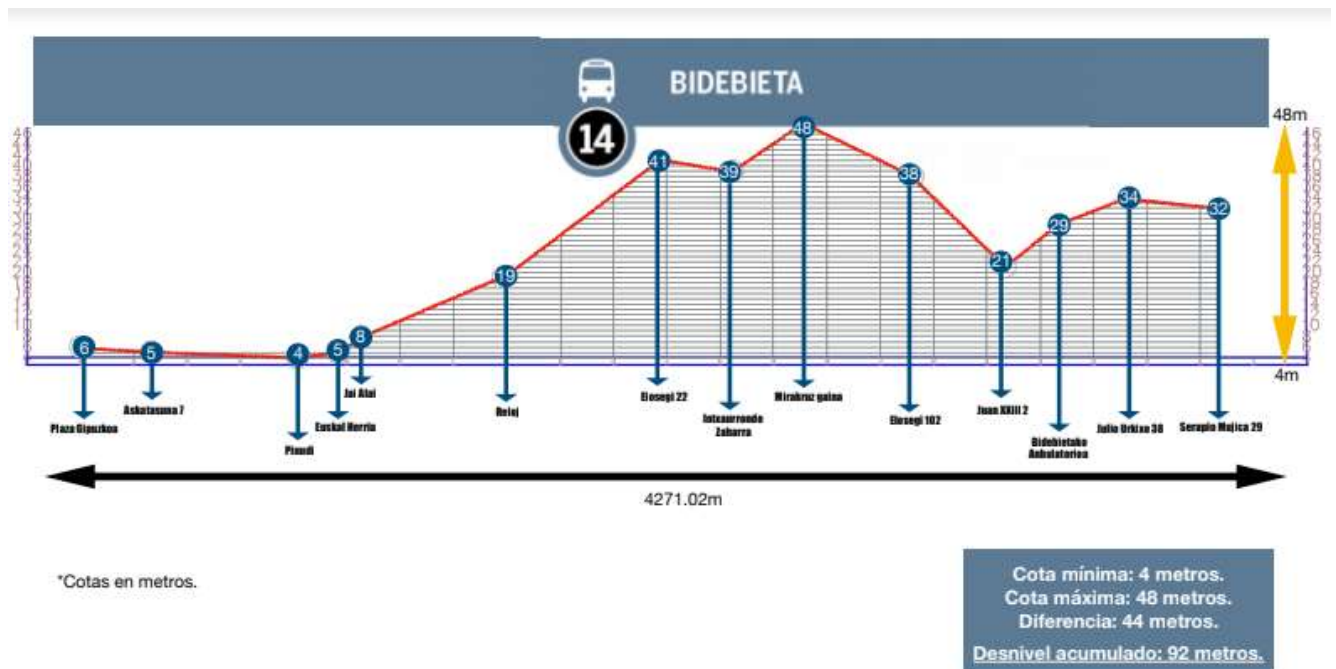 BIDEBIETA
14
48m
6
5
4
5
8
19
41
39
48
38
21
29
34
32
4m
Plaza Gipuzkoa
Askatasuna 7
Pinudi
Euskal Herria
Jai Alai
Reloj
Elosegi 22
Intxaurrondo
Zaharra
Mirakruz gaina
Elosegi 102
Juan XXIII 2
Bidebietako
Anbulatorioa
Julio Urkixo 38
Serapio Mujica 29
4271.02m
*Cotas en metros.
Cota mínima: 4 metros.
Cota máxima: 48 metros.
Diferencia: 44 metros.
Desnivel acumulado: 92 metros.